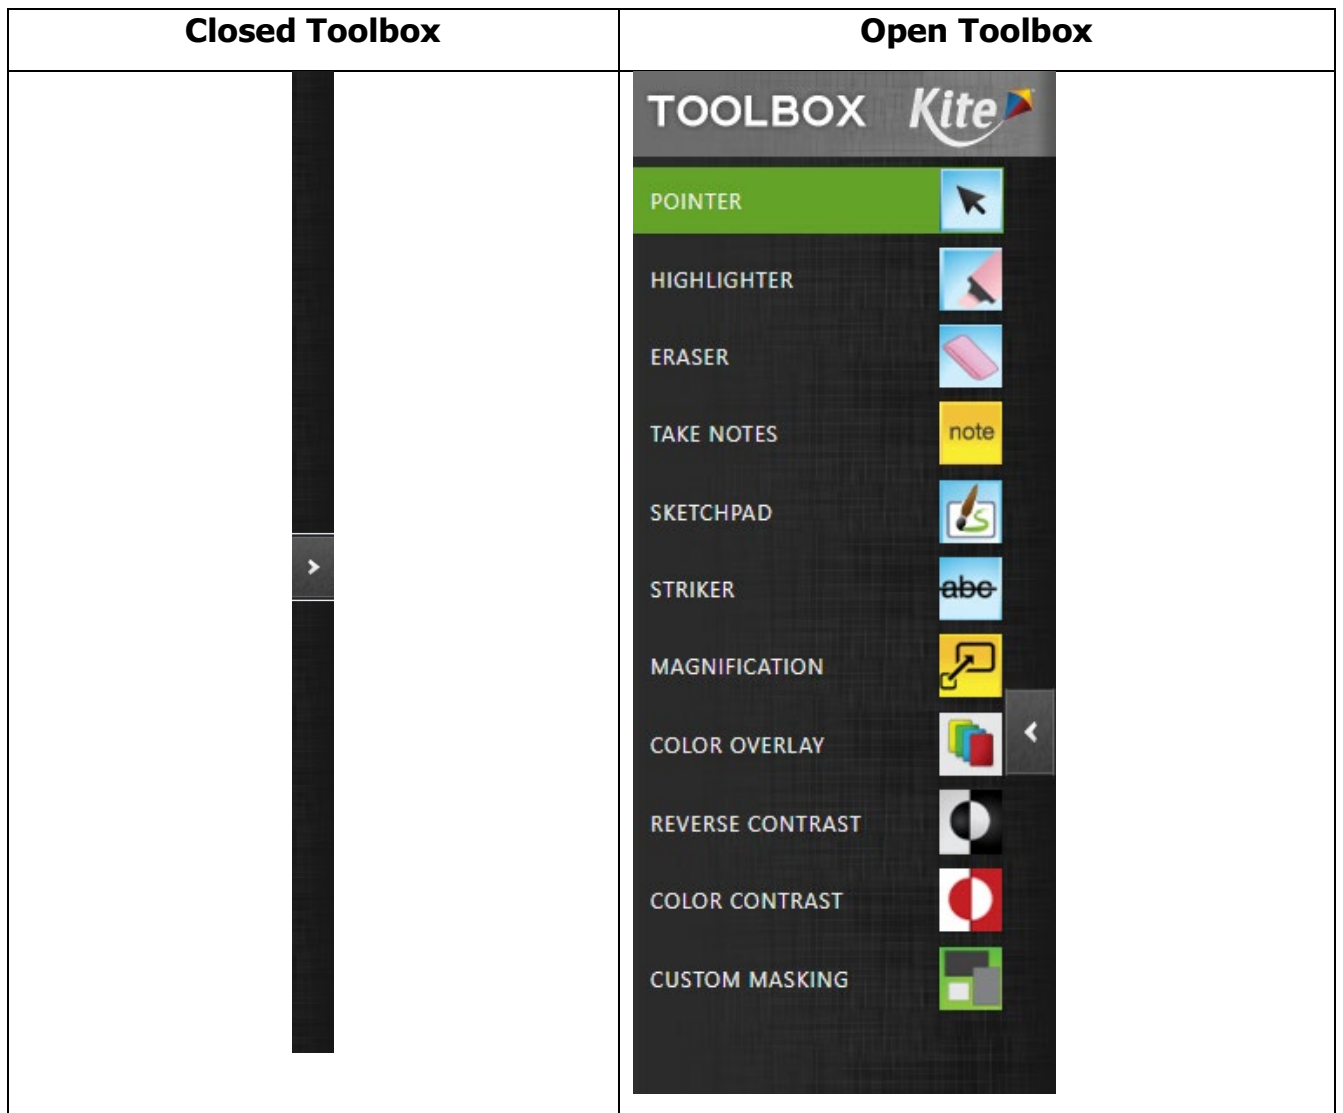 Closed Toolbox
Open Toolbox
TOOLBOX Kite
POINTER
HIGHLIGHTER
ERASER
TAKE NOTES note
SKETCHPAD
STRIKER abc
MAGNIFICATION
COLOR OVERLAY
REVERSE CONTRAST
COLOR CONTRAST
CUSTOM MASKING